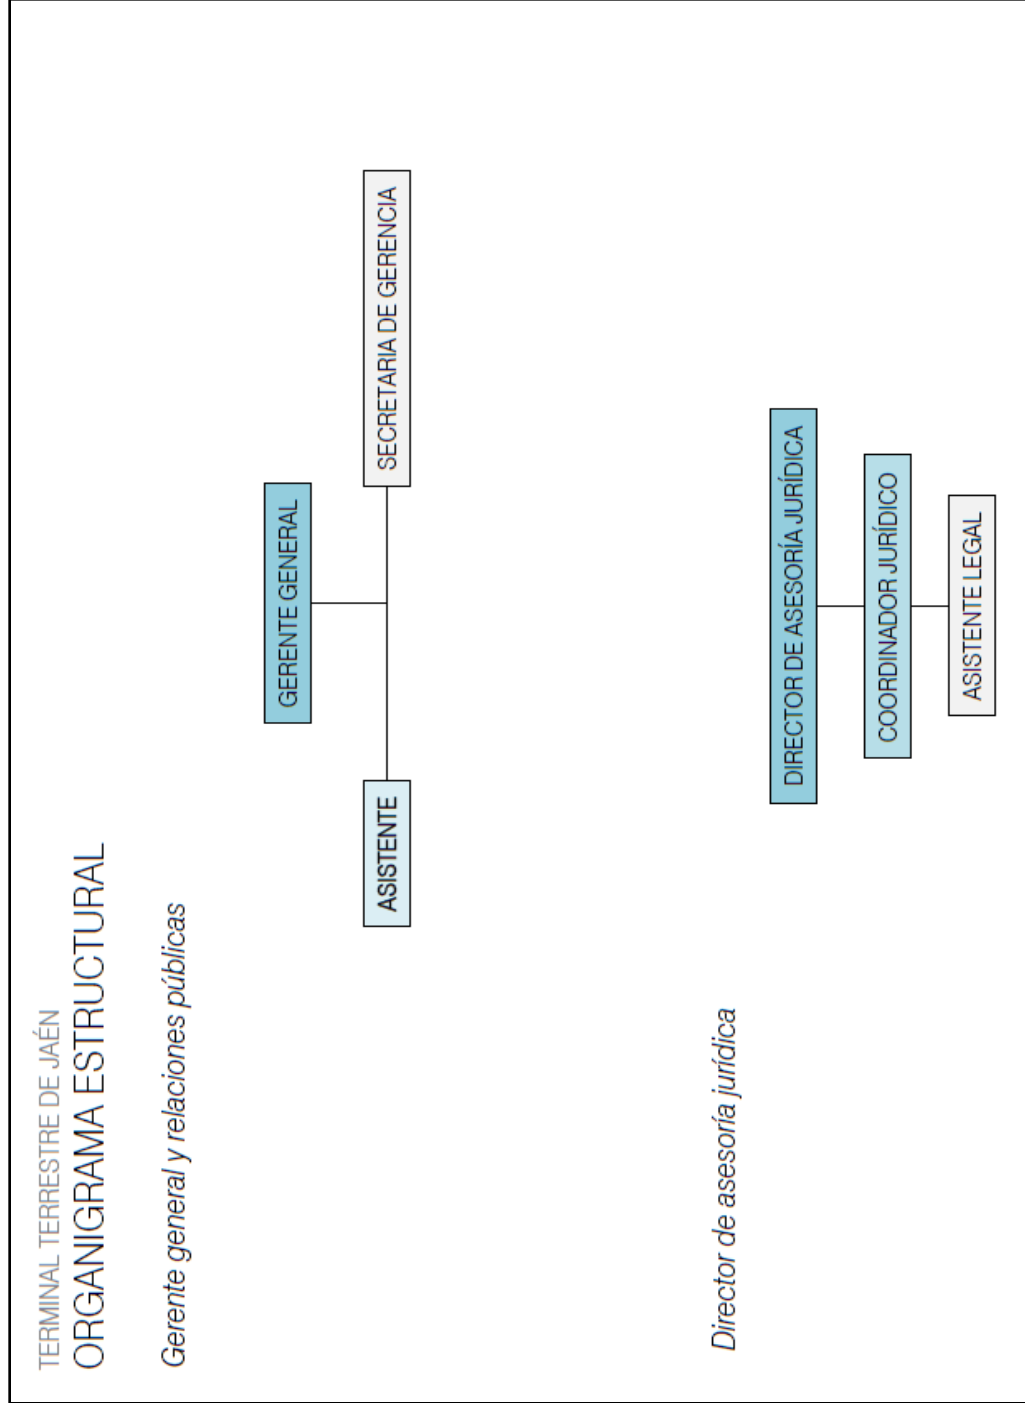 TERMINAL TERRESTRE DE JAÉN
ORGANIGRAMA ESTRUCTURAL
Gerente general y relaciones públicas
GERENTE GENERAL
ASISTENTE
SECRETARIA DE GERENCIA
Director de asesoría jurídica
DIRECTOR DE ASESORÍA JURÍDICA
COORDINADOR JURÍDICO
ASISTENTE LEGAL